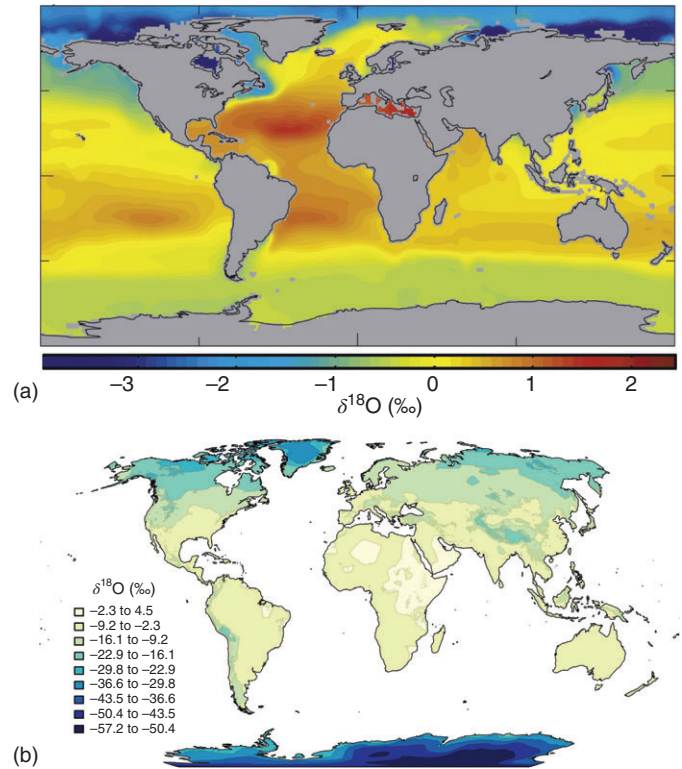 −3 −2 −1 0 1 2
(a)
δ¹⁸O (‰)
δ¹⁸O (‰)
−2.3 to 4.5
−9.2 to −2.3
−16.1 to −9.2
−22.9 to −16.1
−29.8 to −22.9
−36.6 to −29.8
−43.5 to −36.6
−50.4 to −43.5
−57.2 to −50.4
(b)